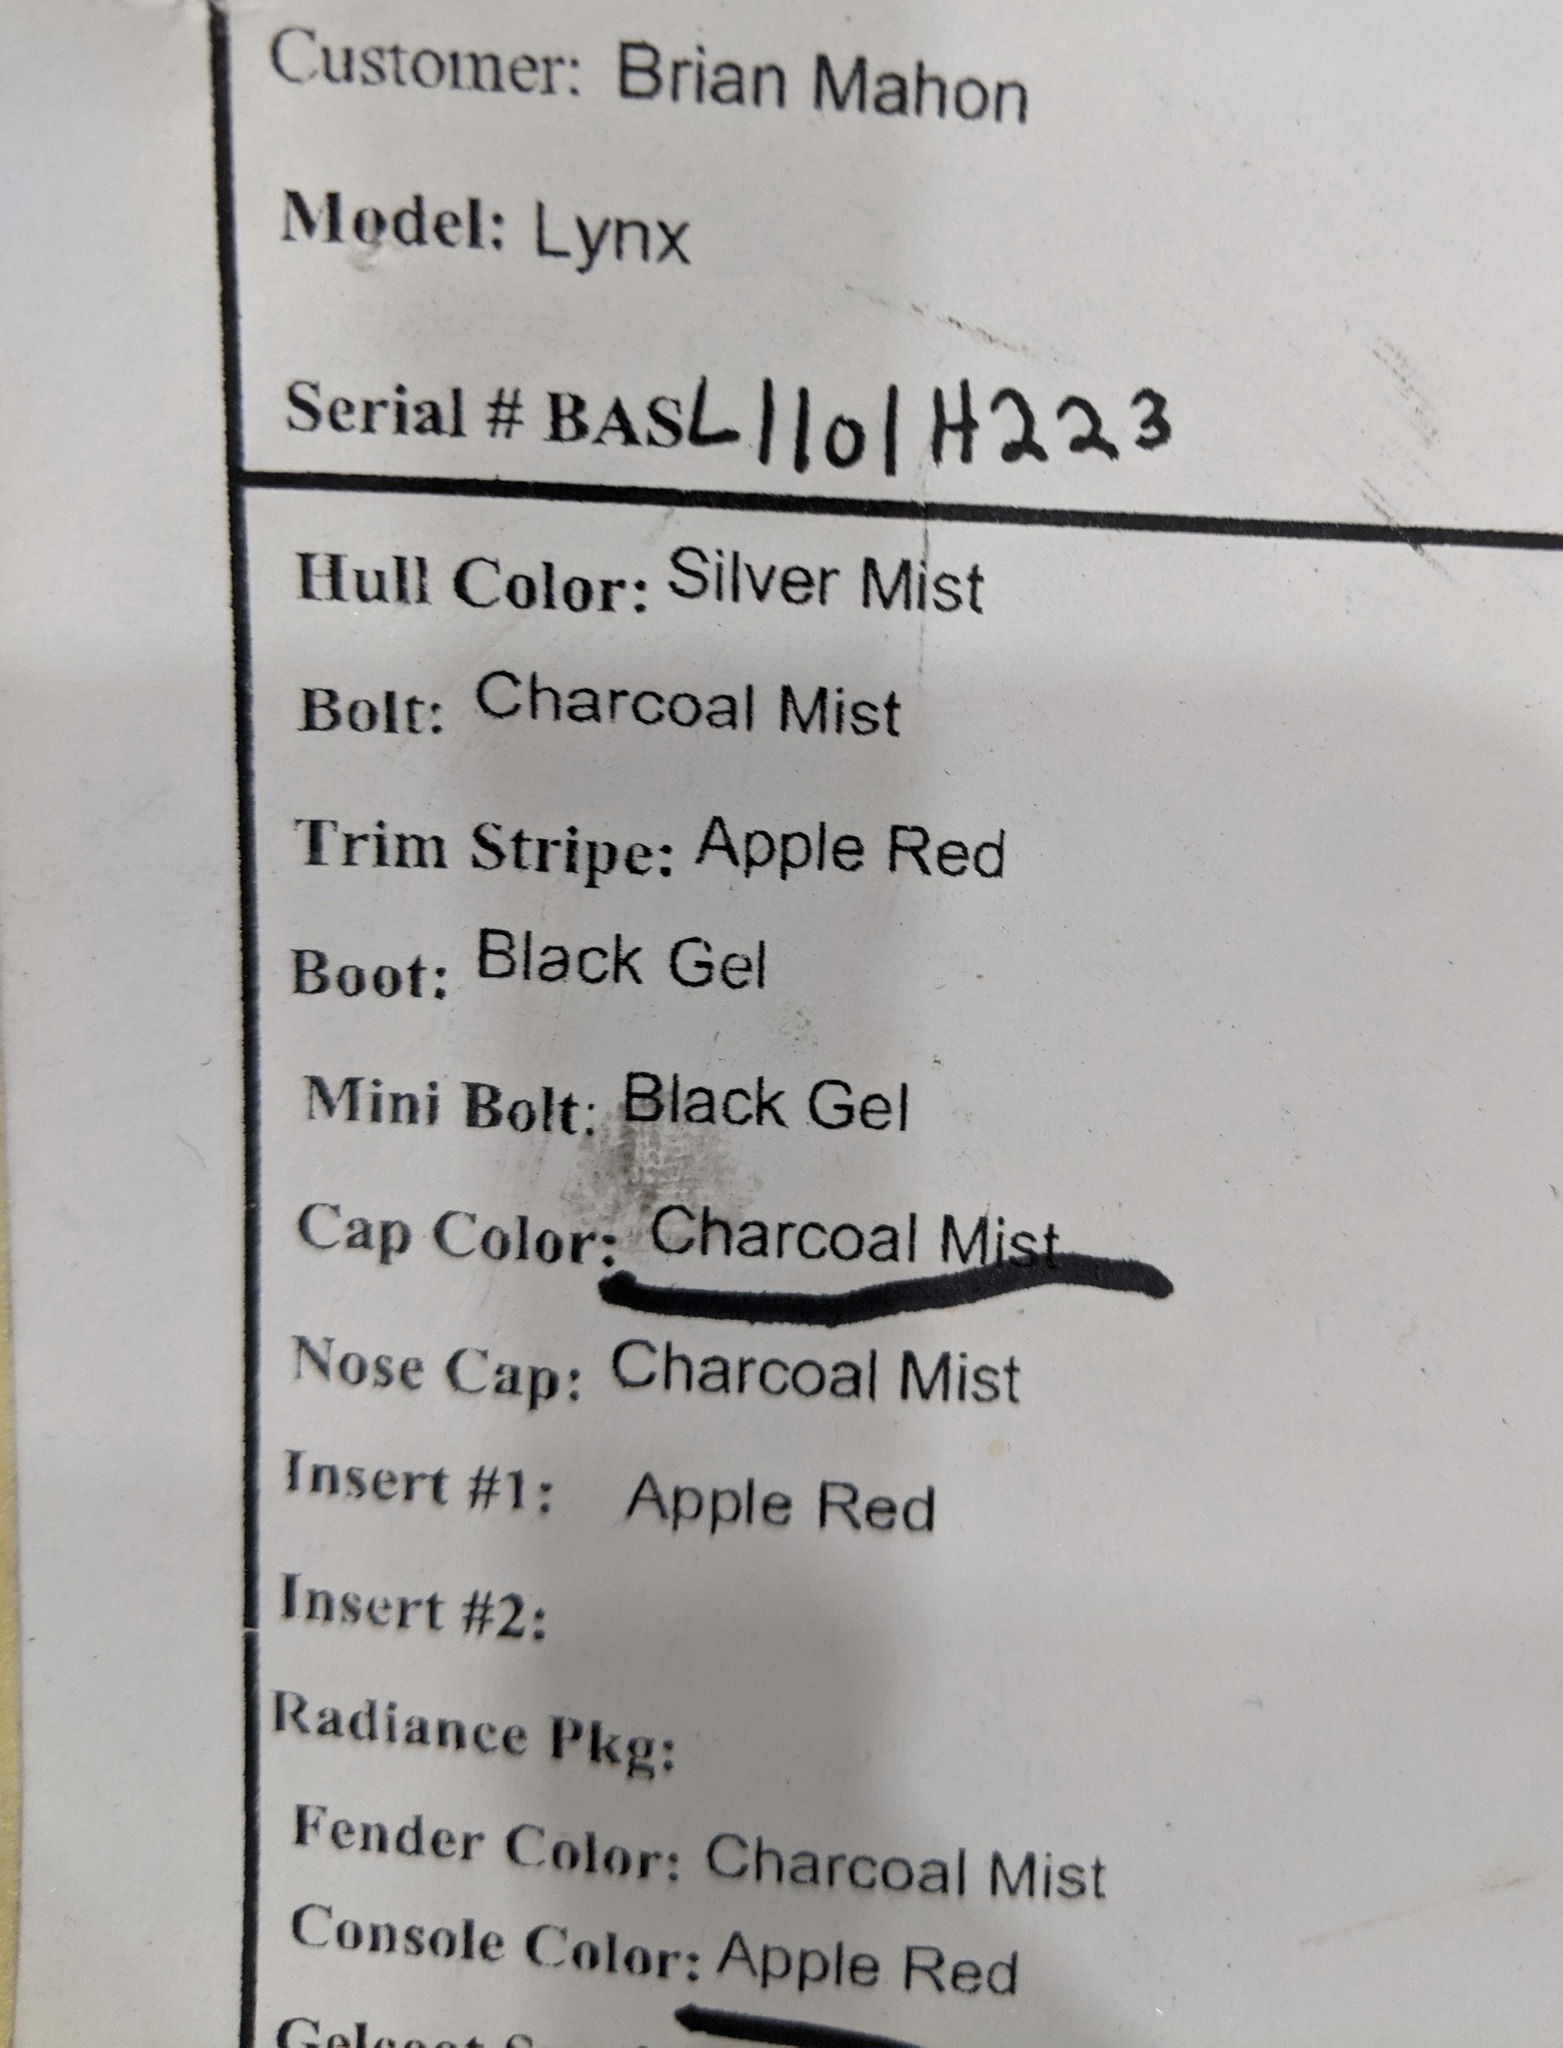 Customer: Brian Mahon
Model: Lynx
Serial # BASL1101H223
Hull Color: Silver Mist
Bolt: Charcoal Mist
Trim Stripe: Apple Red
Boot: Black Gel
Mini Bolt: Black Gel
Cap Color: Charcoal Mist
Nose Cap: Charcoal Mist
Insert #1: Apple Red
Insert #2:
Radiance Pkg:
Fender Color: Charcoal Mist
Console Color: Apple Red